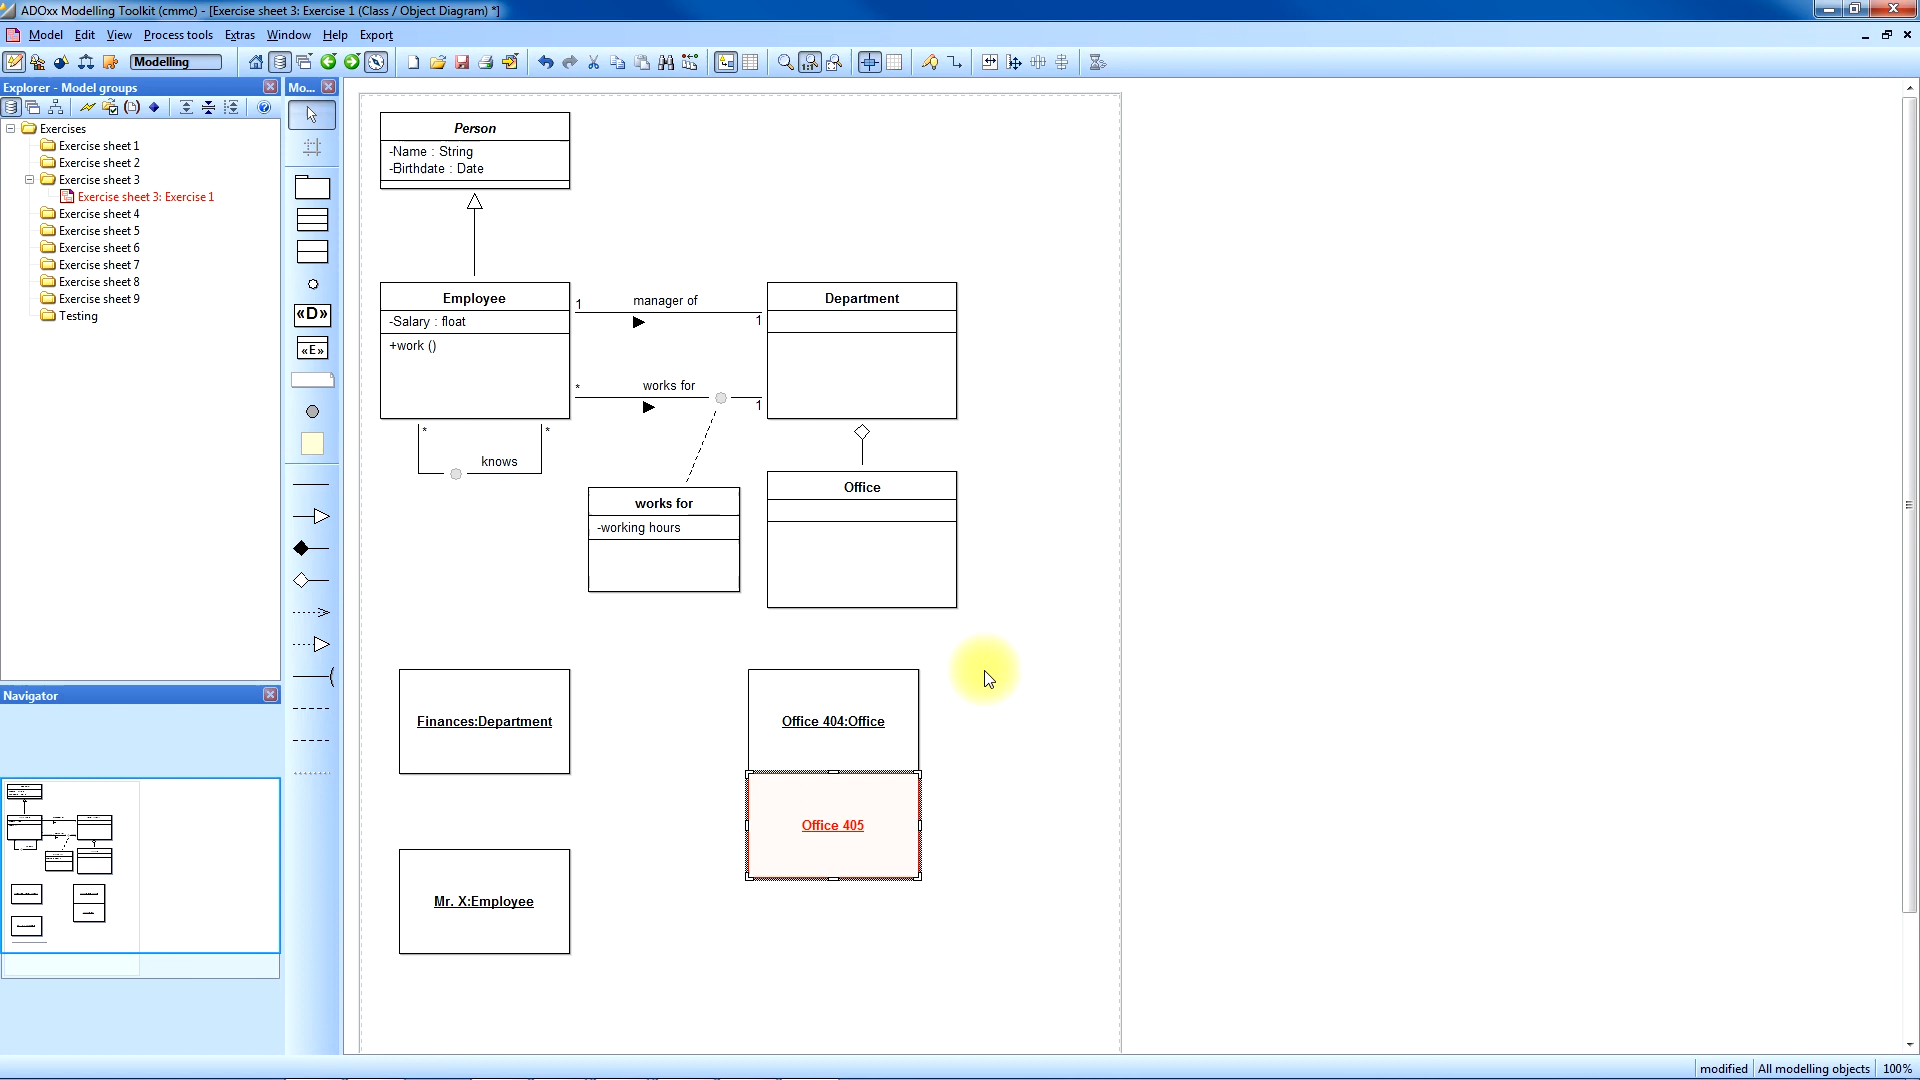 ADOxx Modelling Toolkit (cmmc) - [Exercise sheet 3: Exercise 1 (Class / Object Diagram) *]
Model Edit View Process tools Extras Window Help Export
Modelling
Explorer - Model groups
Mo...
Exercises
Exercise sheet 1
Exercise sheet 2
Exercise sheet 3
Exercise sheet 3: Exercise 1
Exercise sheet 4
Exercise sheet 5
Exercise sheet 6
Exercise sheet 7
Exercise sheet 8
Exercise sheet 9
Testing
«D»
«E»
Navigator
Person
-Name : String
-Birthdate : Date
Employee
-Salary : float
+work ()
1
manager of
1
*
works for
1
Department
*
*
knows
works for
-working hours
Office
Finances:Department
Office 404:Office
Office 405
Mr. X:Employee
modified All modelling objects 100%